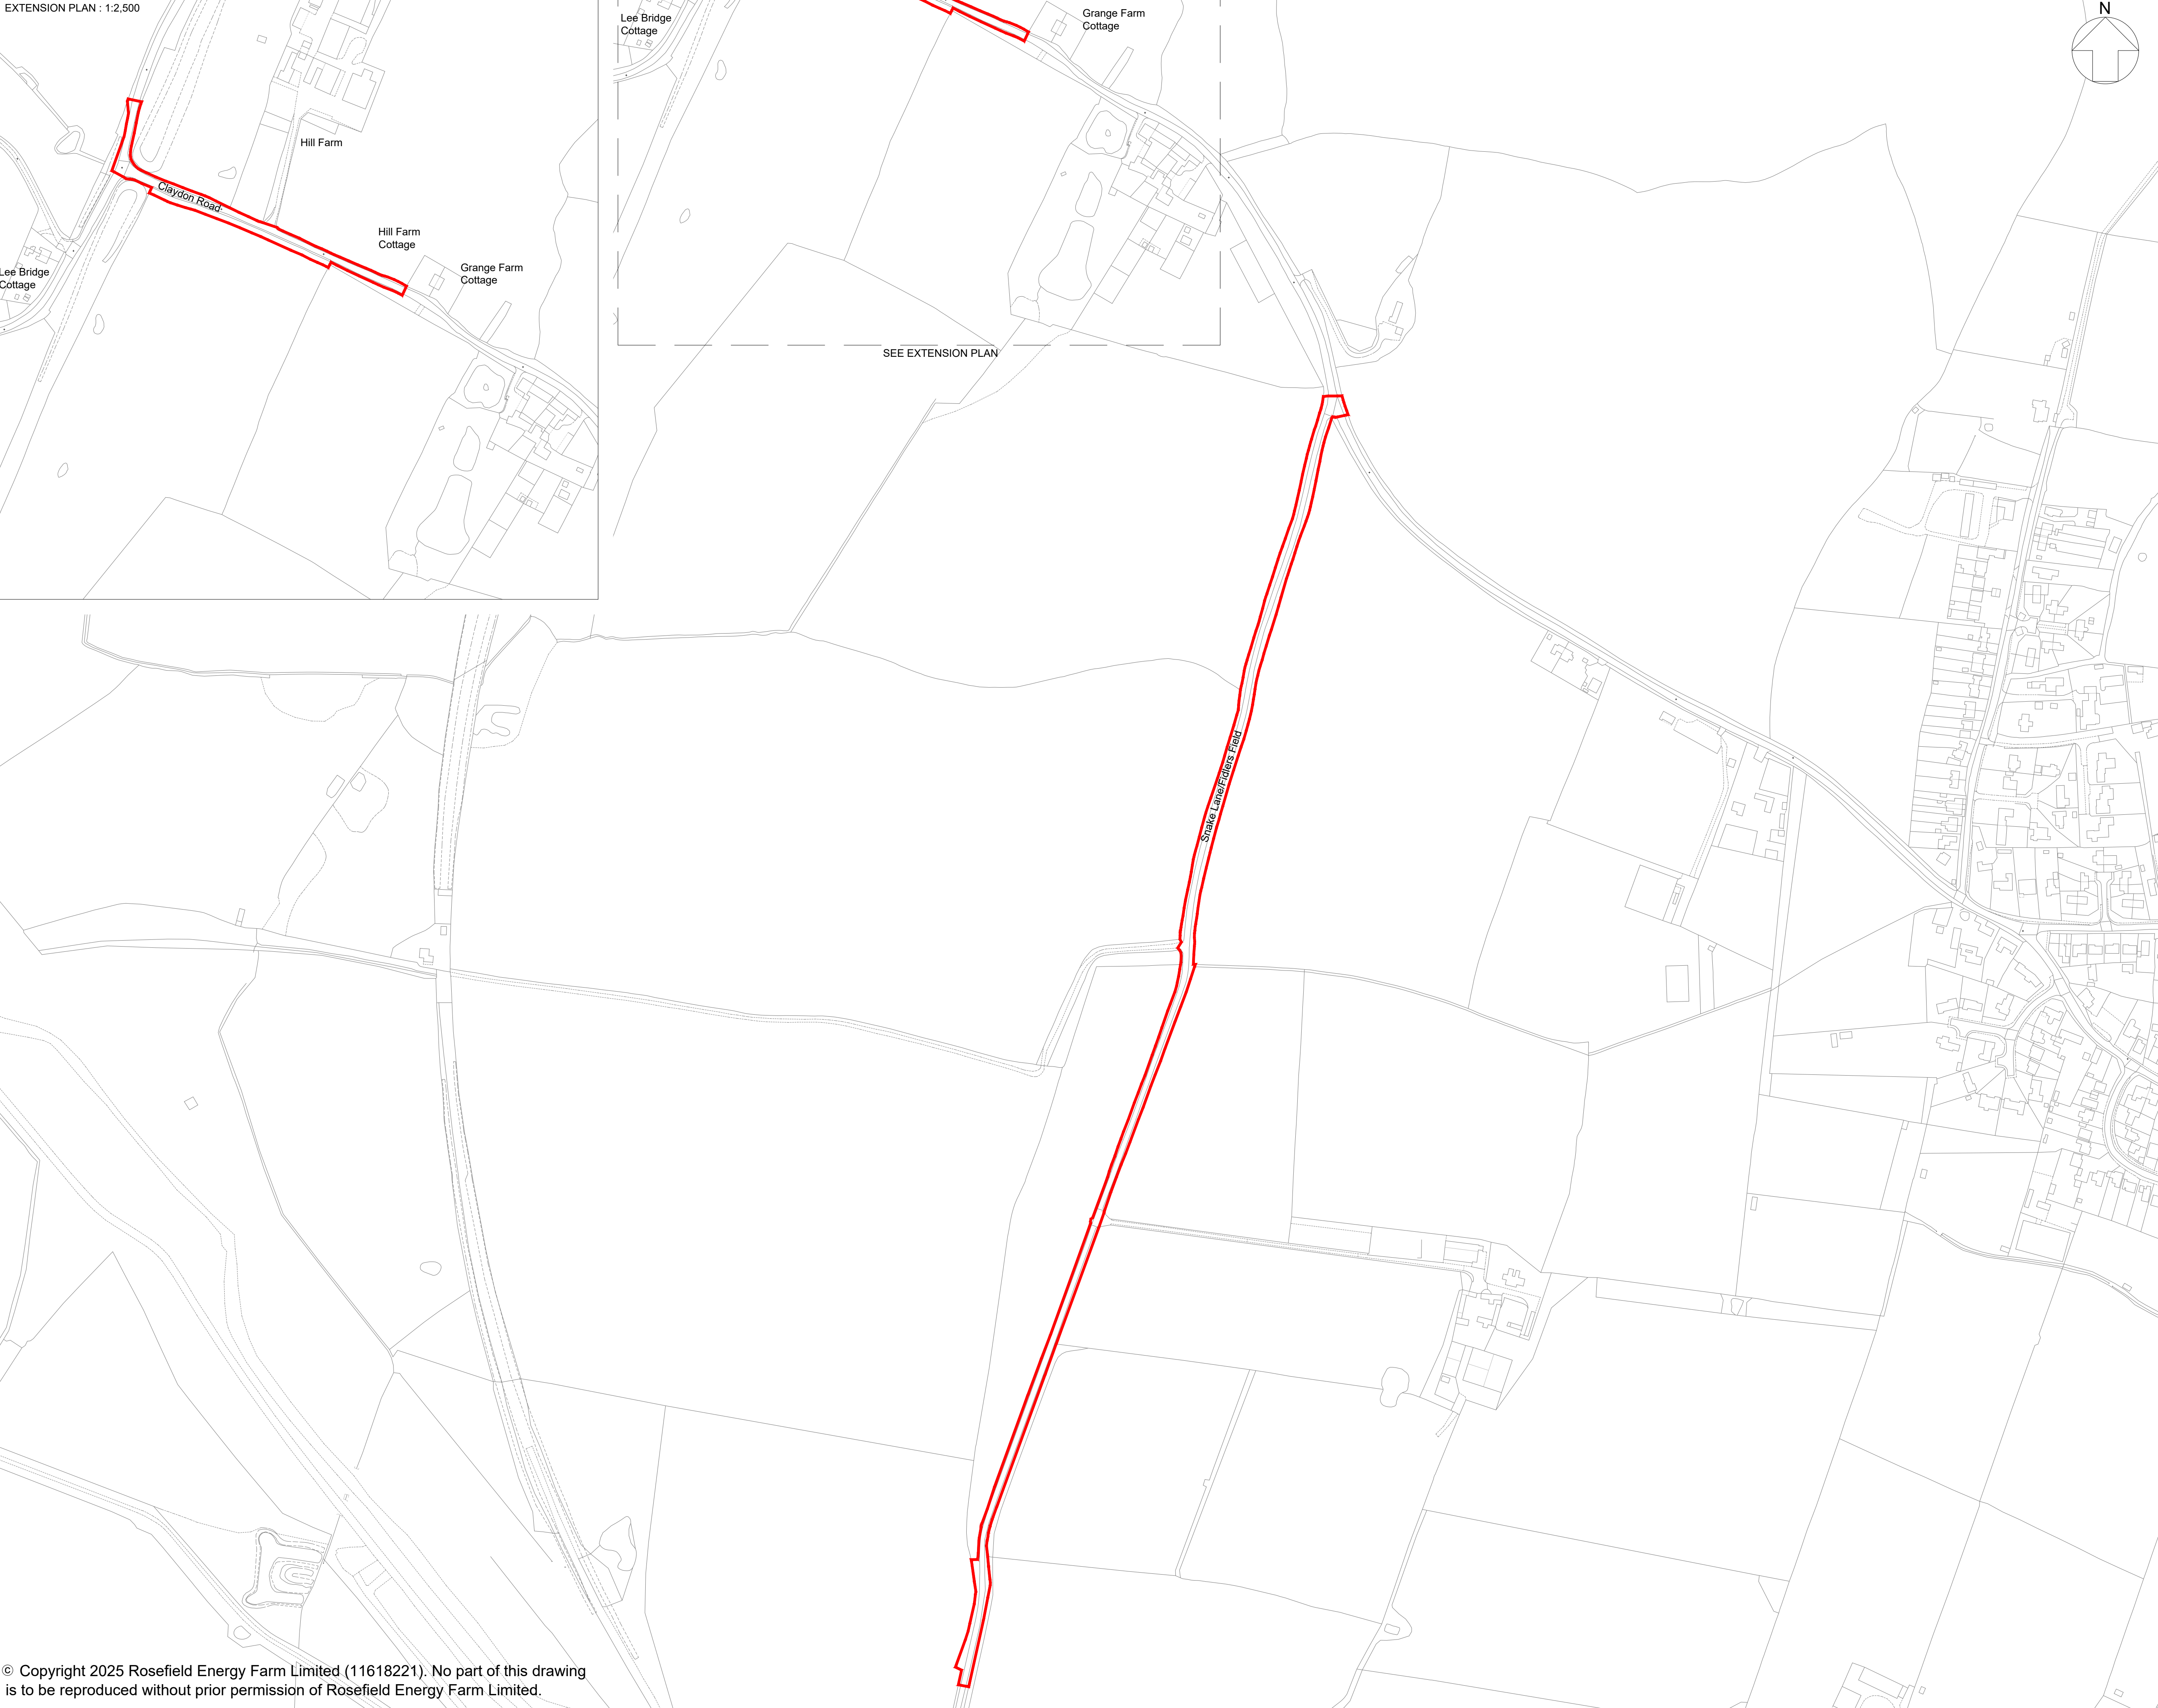 EXTENSION PLAN : 1:2,500
Hill Farm
Claydon Road
Hill Farm
Cottage
Grange Farm
Cottage
Lee Bridge
Cottage
Lee Bridge
Cottage
Grange Farm
Cottage
N
SEE EXTENSION PLAN
Snake Lane/Fidlers Field
© Copyright 2025 Rosefield Energy Farm Limited (11618221). No part of this drawing
is to be reproduced without prior permission of Rosefield Energy Farm Limited.